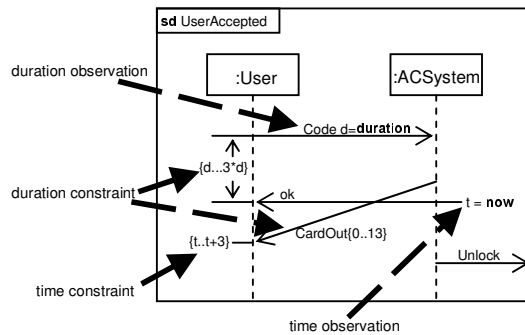 sd UserAccepted
duration observation
:User
:ACSystem
Code d=duration
{d...3*d}
duration constraint
ok
t = now
CardOut{0..13}
{t..t+3}
Unlock
time constraint
time observation